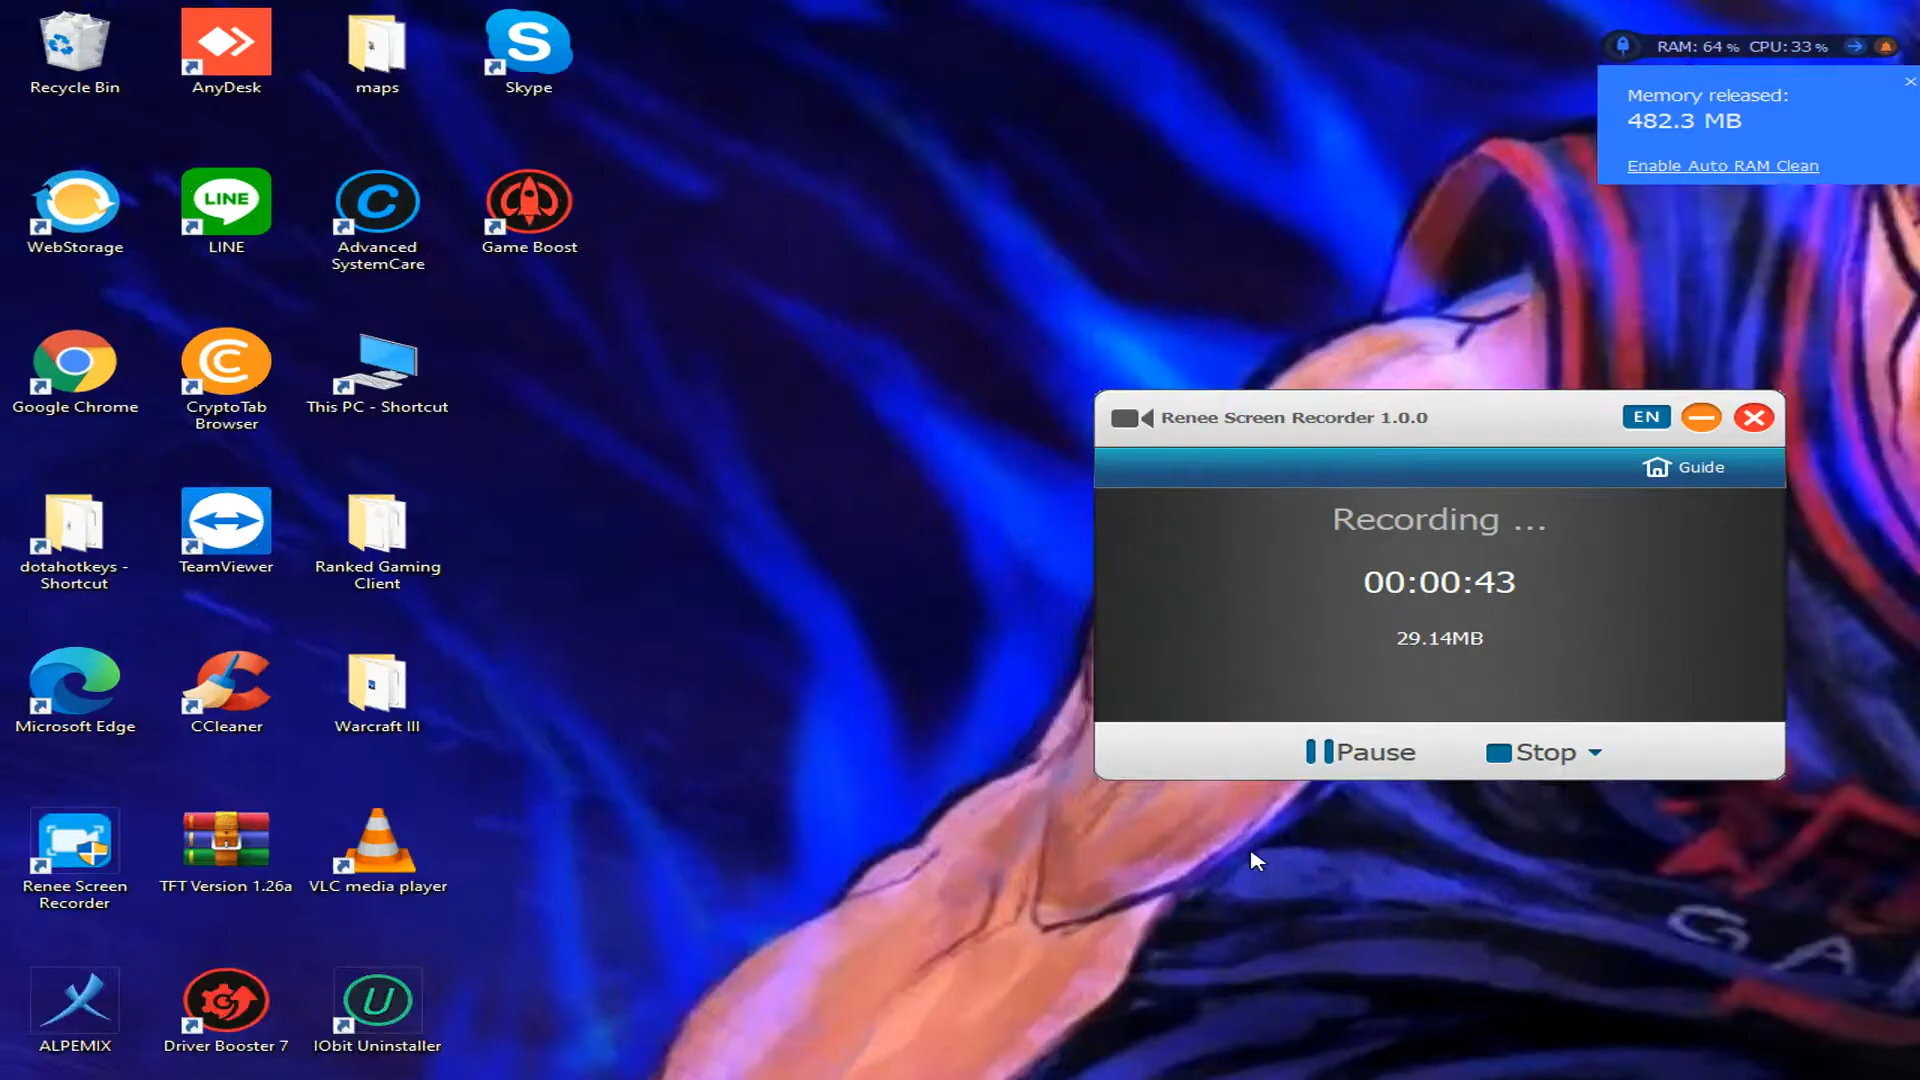 Recycle Bin
AnyDesk
maps
Skype
WebStorage
LINE
LINE
Advanced
SystemCare
Game Boost
Google Chrome
CryptoTab
Browser
This PC - Shortcut
dotahotkeys -
Shortcut
TeamViewer
Ranked Gaming
Client
Microsoft Edge
CCleaner
Warcraft III
Renee Screen
Recorder
TFT Version 1.26a
VLC media player
ALPEMIX
Driver Booster 7
IObit Uninstaller
RAM: 64 % CPU: 33 %
Memory released:
482.3 MB
Enable Auto RAM Clean
Renee Screen Recorder 1.0.0
EN
Guide
Recording ...
00:00:43
29.14MB
Pause
Stop
GA